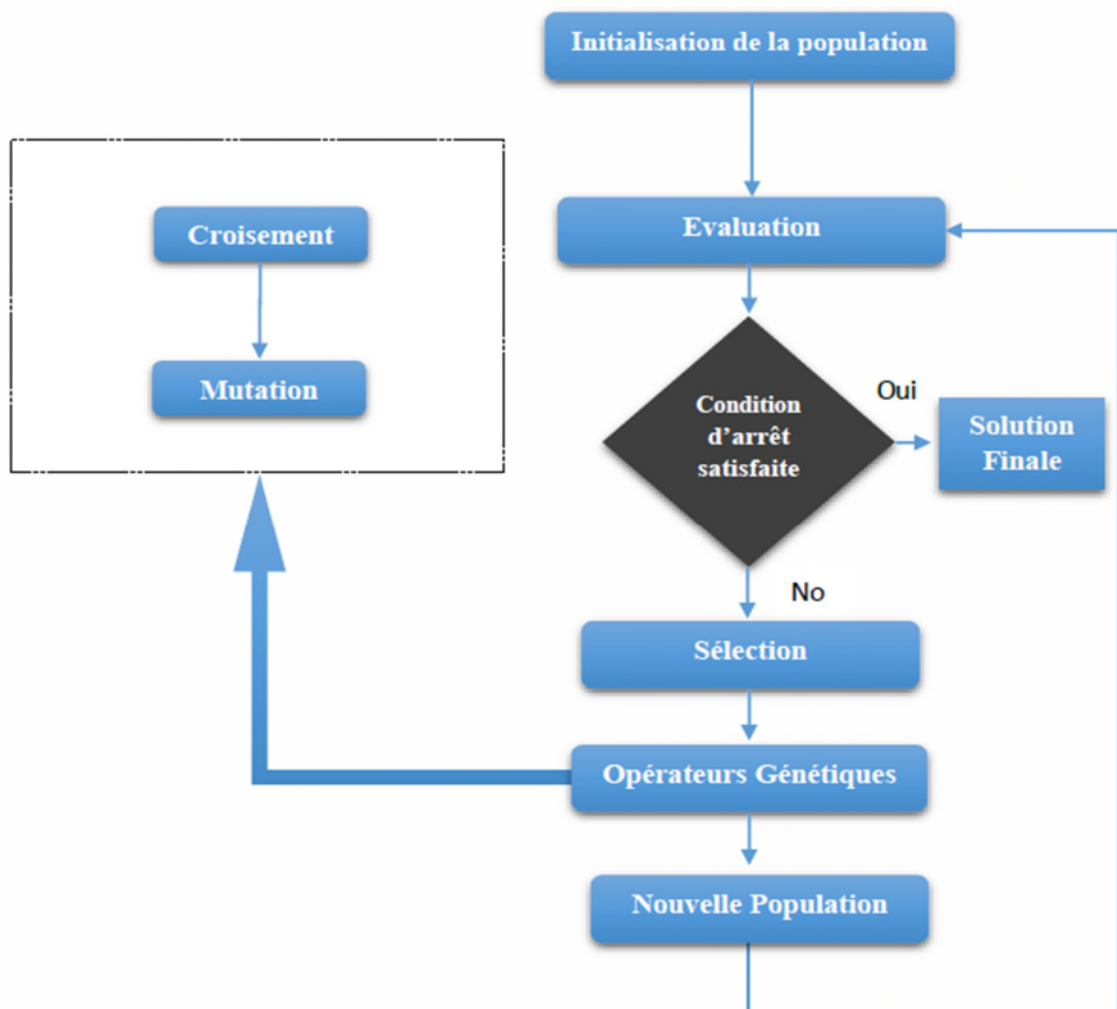 Initialisation de la population
Croisement
Mutation
Evaluation
Condition
d'arrêt
satisfaite
Oui
Solution
Finale
No
Sélection
Opérateurs Génétiques
Nouvelle Population